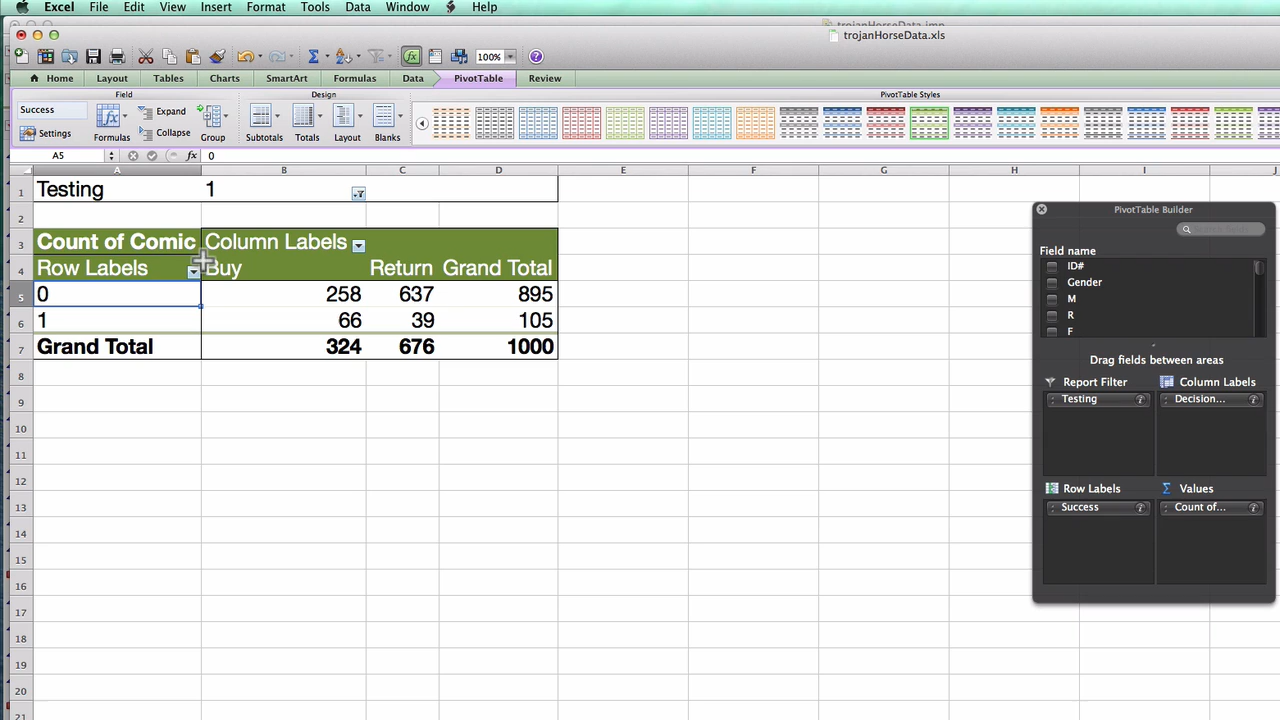 Excel File Edit View Insert Format Tools Data Window Help
trojanHorseData.jmp
trojanHorseData.xls
100%
Home Layout Tables Charts SmartArt Formulas Data PivotTable Review
Field Design PivotTable Styles
Success
Settings
Formulas
Expand
Collapse
Group
Subtotals Totals Layout Blanks
A5 fx 0
A B C D E F G H I J
1 Testing 1
2
3 Count of Comic Column Labels
4 Row Labels Buy Return Grand Total
5 0 258 637 895
6 1 66 39 105
7 Grand Total 324 676 1000
8
9
10
11
12
13
14
15
16
17
18
19
20
21
PivotTable Builder
Field name
ID#
Gender
M
R
F
Drag fields between areas
Report Filter Column Labels
Testing Decision...
Row Labels Values
Success Count of...